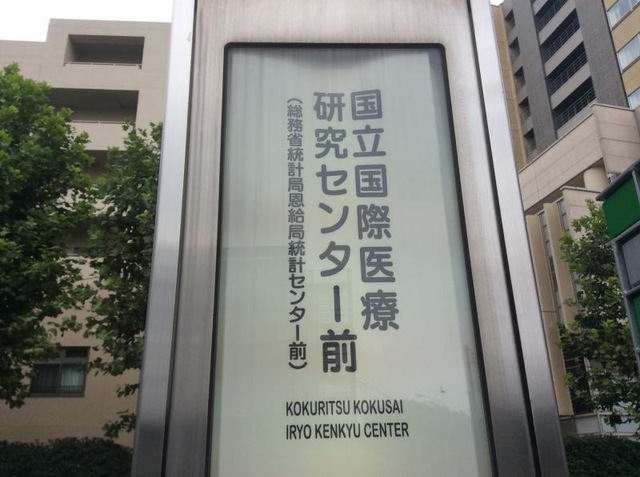 国立国際医療
研究センター前
（総務省統計局恩給局統計センター前）
KOKURITSU KOKUSAI
IRYO KENKYU CENTER